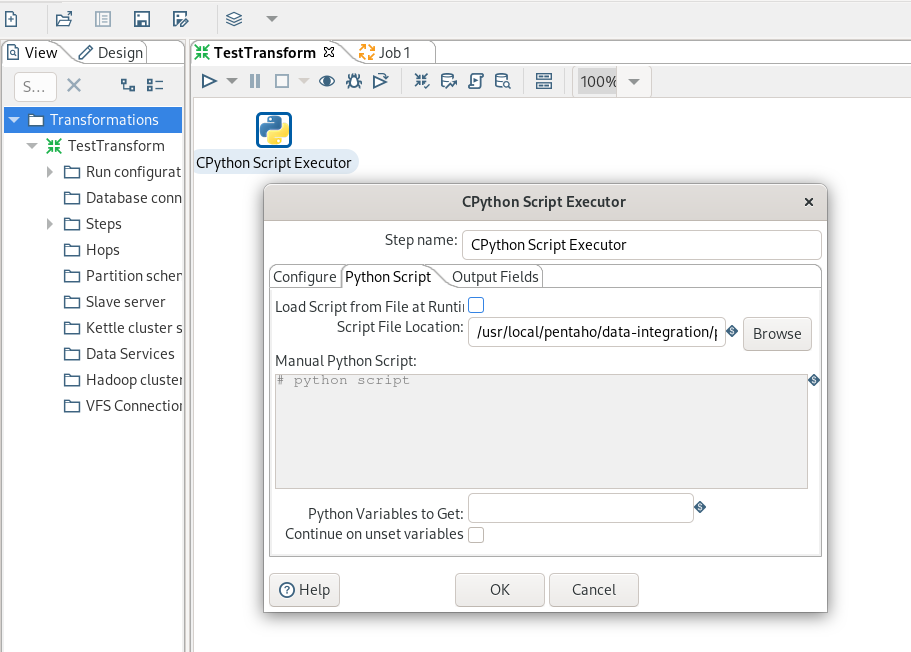 View
Design
TestTransform
Job 1
S...
100%
Transformations
TestTransform
Run configurat
Database conn
Steps
Hops
Partition scher
Slave server
Kettle cluster s
Data Services
Hadoop cluster
VFS Connection
CPython Script Executor
CPython Script Executor
Step name:
CPython Script Executor
Configure
Python Script
Output Fields
Load Script from File at Runti
Script File Location:
/usr/local/pentaho/data-integration/p
Browse
Manual Python Script:
# python script
Python Variables to Get:
Continue on unset variables
Help
OK
Cancel